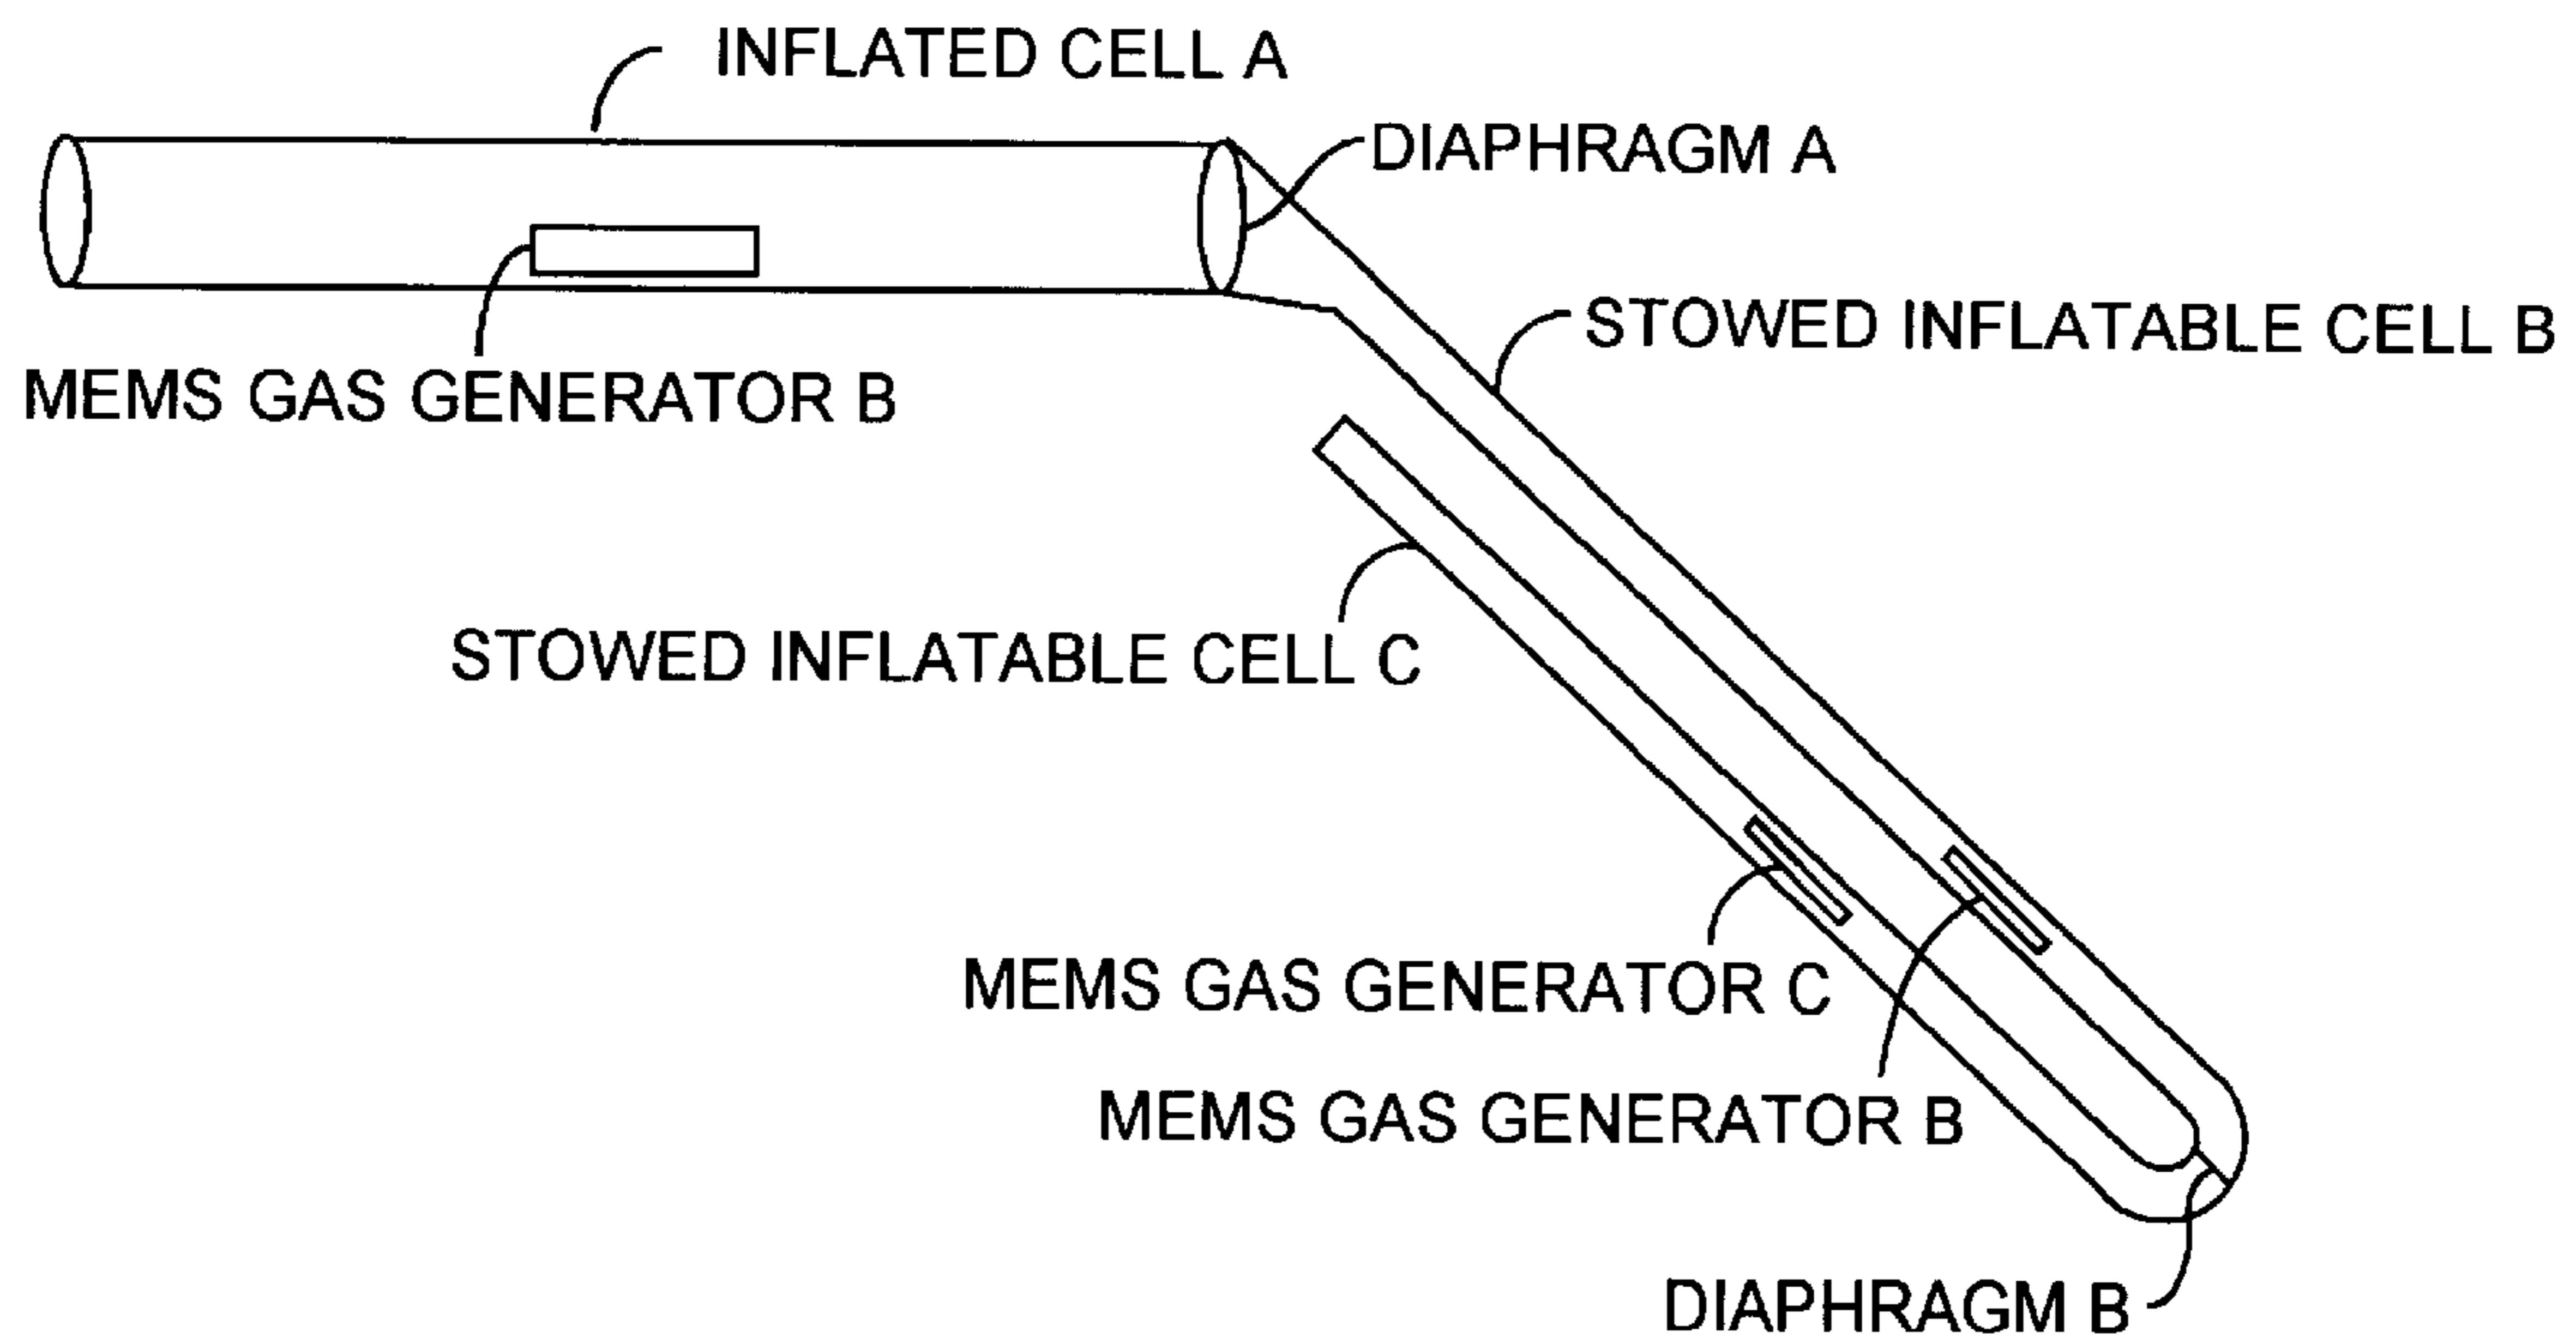 INFLATED CELL A
DIAPHRAGM A
STOWED INFLATABLE CELL B
MEMS GAS GENERATOR B
STOWED INFLATABLE CELL C
MEMS GAS GENERATOR C
MEMS GAS GENERATOR B
DIAPHRAGM B